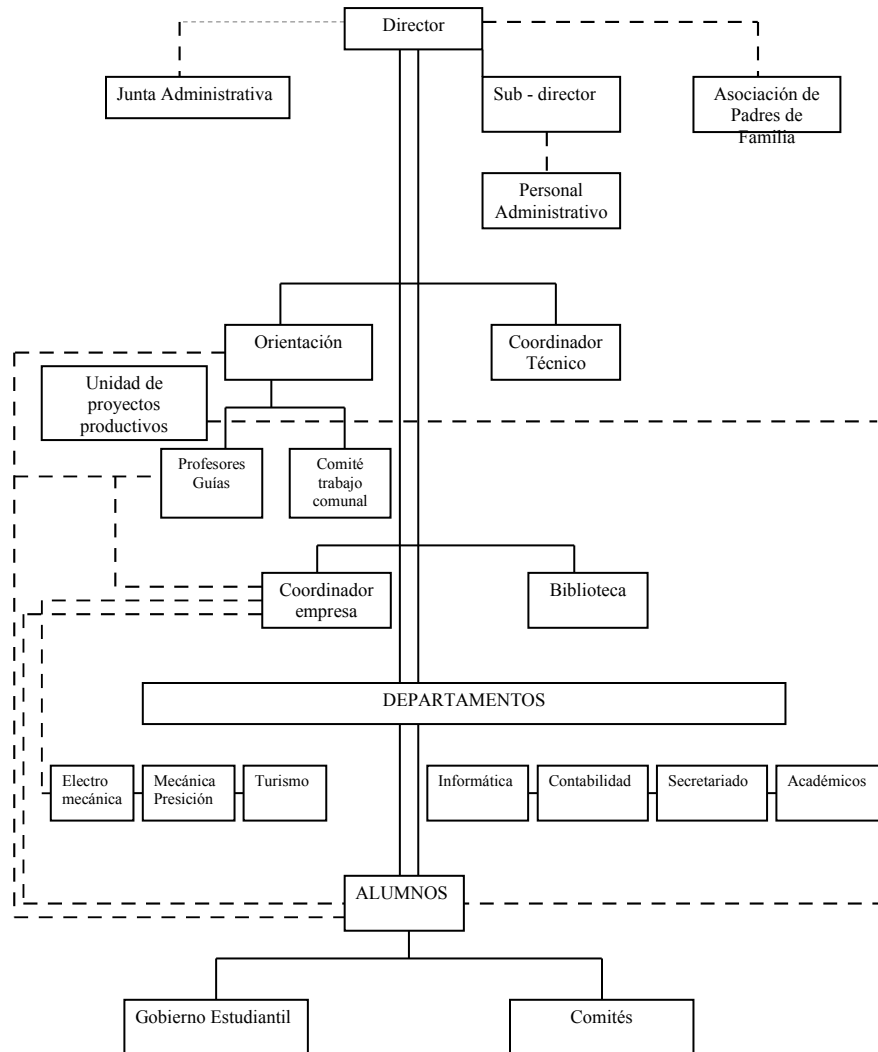 Director
Junta Administrativa
Sub - director
Asociación de
Padres de
Familia
Personal
Administrativo
Orientación
Coordinador
Técnico
Unidad de
proyectos
productivos
Profesores
Guías
Comité
trabajo
comunal
Coordinador
empresa
Biblioteca
DEPARTAMENTOS
Electro
mecánica
Mecánica
Presición
Turismo
Informática
Contabilidad
Secretariado
Académicos
ALUMNOS
Gobierno Estudiantil
Comités